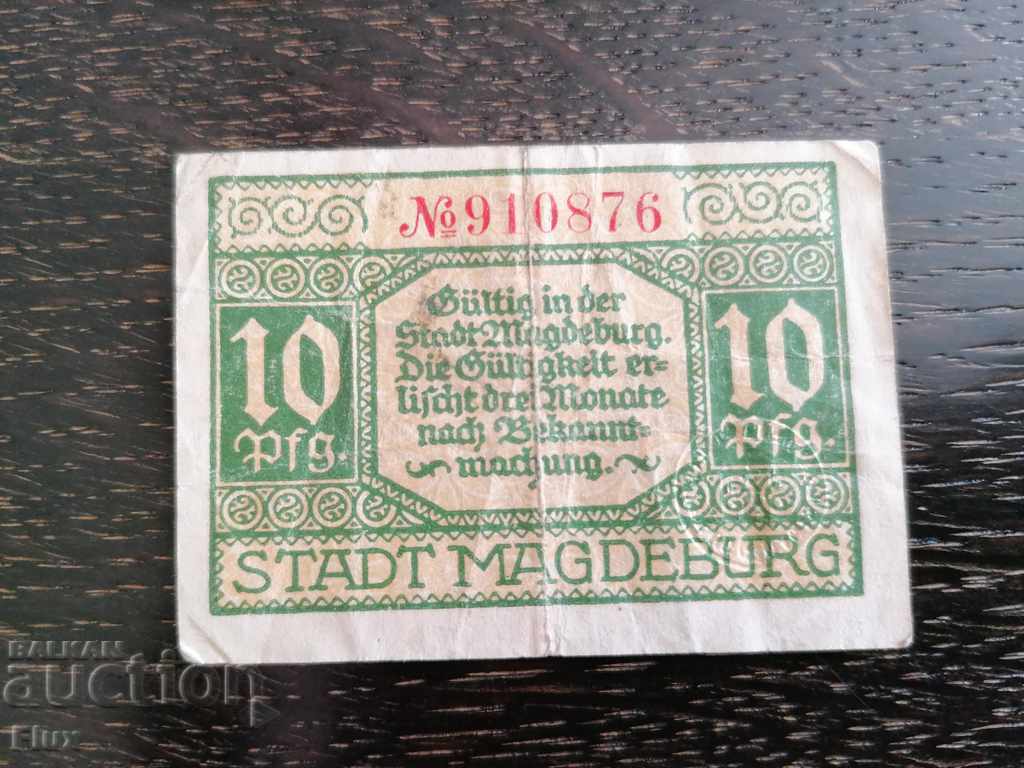 №910876
Gültig in der
Stadt Magdeburg.
Die Gültigkeit er=
lischt drei Monate
nach Bekannt=
machung.
10
Pfg.
10
Pfg.
STADT MAGDEBURG
BALKAN
auction
Elux